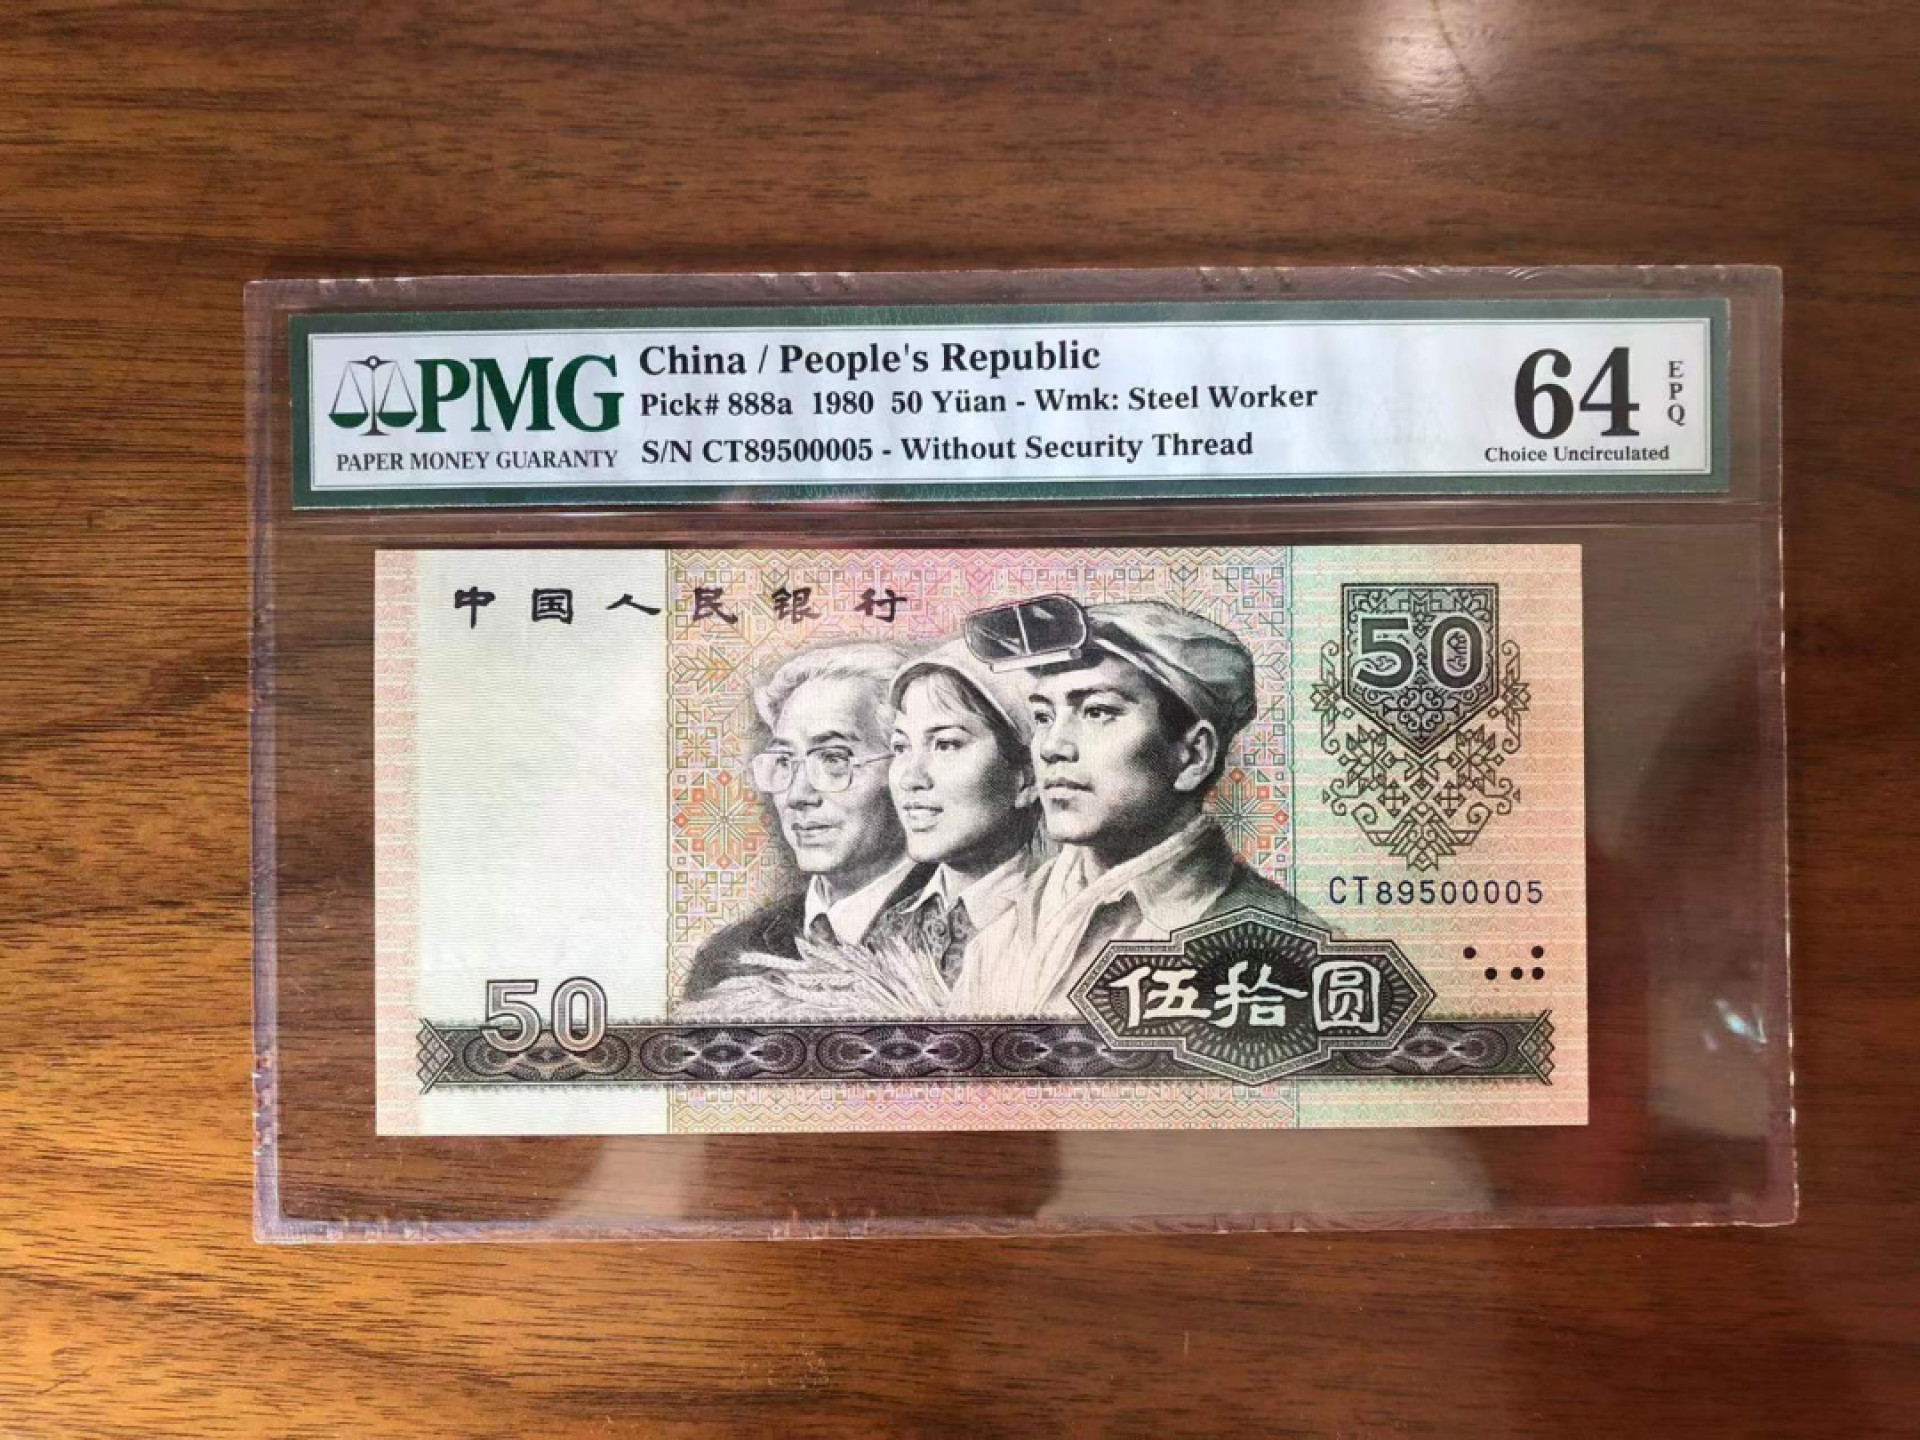 PMG
PAPER MONEY GUARANTY
China / People's Republic
Pick# 888a 1980 50 Yüan - Wmk: Steel Worker
S/N CT89500005 - Without Security Thread
64
EPQ
Choice Uncirculated
中国人民银行
50
CT89500005
50
伍拾圆